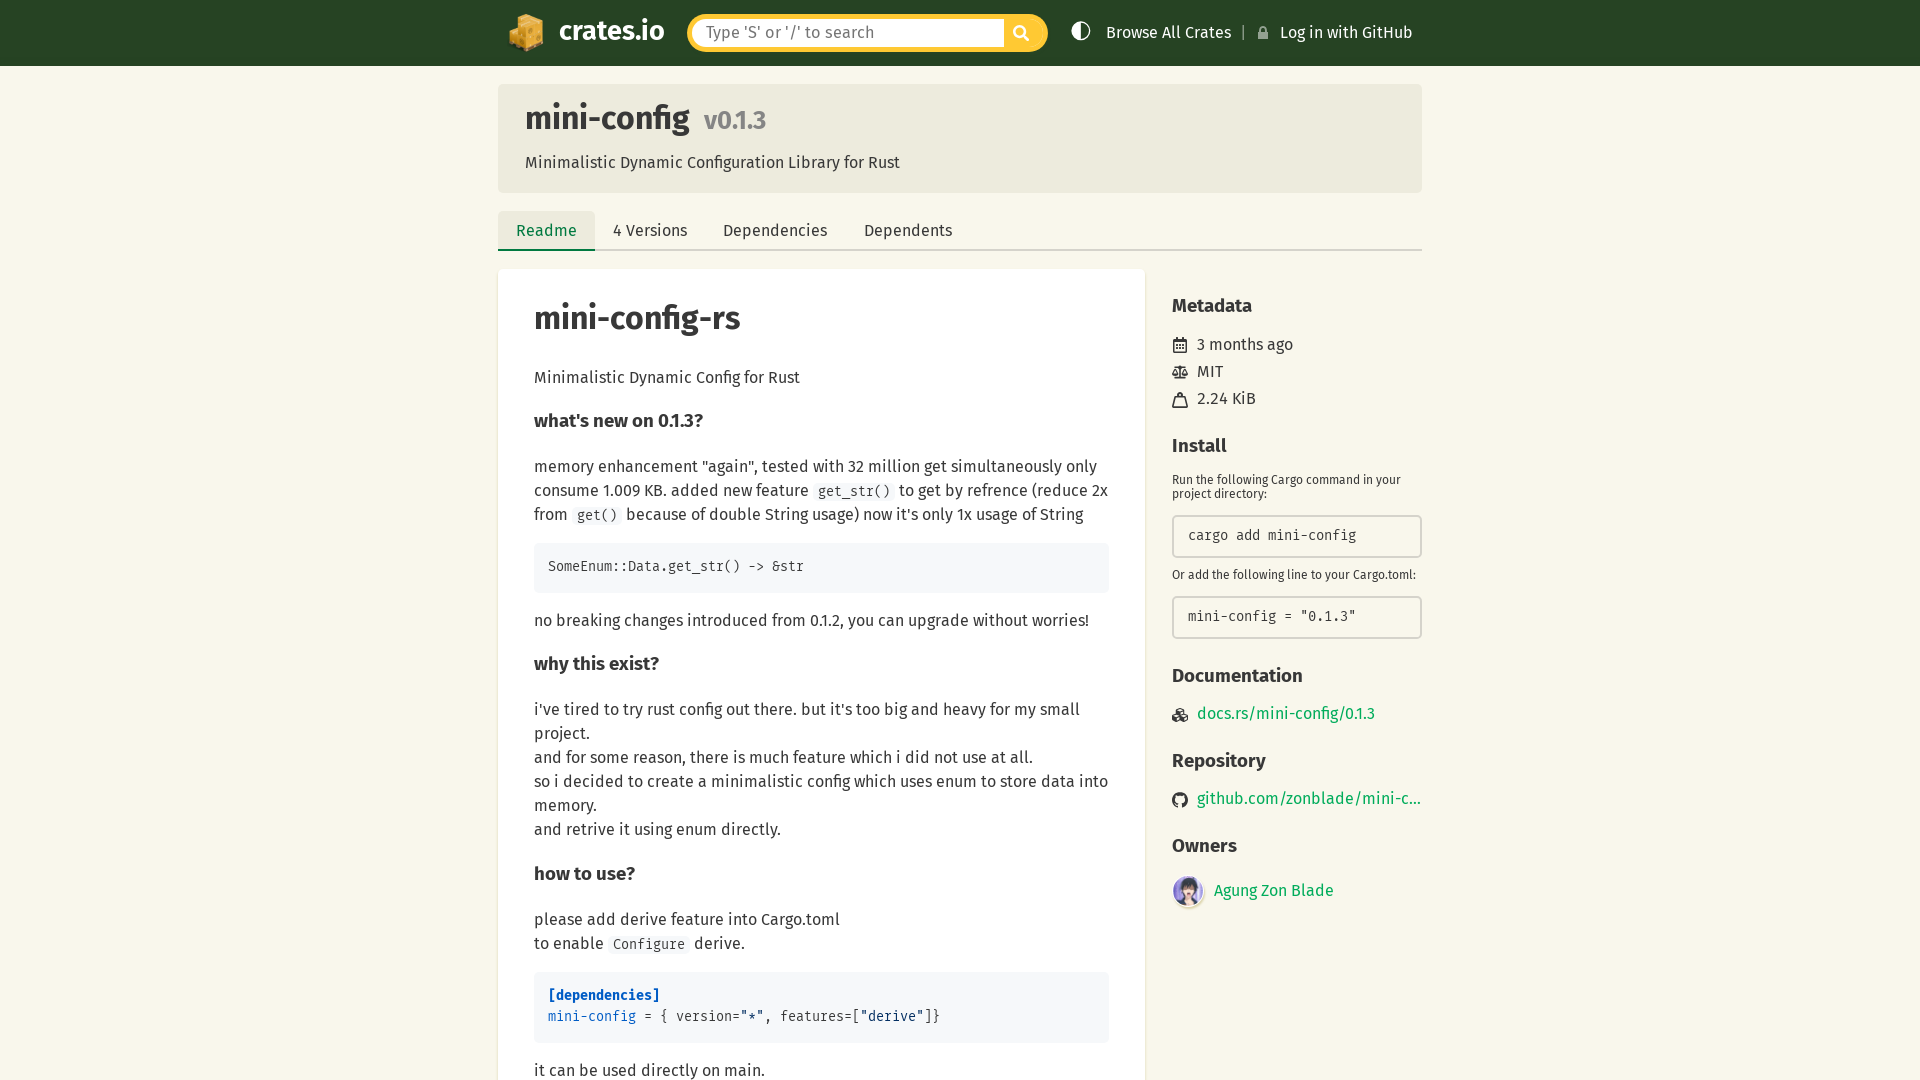 crates.io
Type 'S' or '/' to search
Browse All Crates | Log in with GitHub
mini-config v0.1.3
Minimalistic Dynamic Configuration Library for Rust
Readme
4 Versions
Dependencies
Dependents
mini-config-rs
Minimalistic Dynamic Config for Rust
what's new on 0.1.3?
memory enhancement "again", tested with 32 million get simultaneously only
consume 1.009 KB. added new feature get_str() to get by refrence (reduce 2x
from get() because of double String usage) now it's only 1x usage of String
SomeEnum::Data.get_str() -> &str
no breaking changes introduced from 0.1.2, you can upgrade without worries!
why this exist?
i've tired to try rust config out there. but it's too big and heavy for my small
project.
and for some reason, there is much feature which i did not use at all.
so i decided to create a minimalistic config which uses enum to store data into
memory.
and retrive it using enum directly.
how to use?
please add derive feature into Cargo.toml
to enable Configure derive.
[dependencies]
mini-config = { version="*", features=["derive"]}
it can be used directly on main.
Metadata
3 months ago
MIT
2.24 KiB
Install
Run the following Cargo command in your
project directory:
cargo add mini-config
Or add the following line to your Cargo.toml:
mini-config = "0.1.3"
Documentation
docs.rs/mini-config/0.1.3
Repository
github.com/zonblade/mini-c...
Owners
Agung Zon Blade